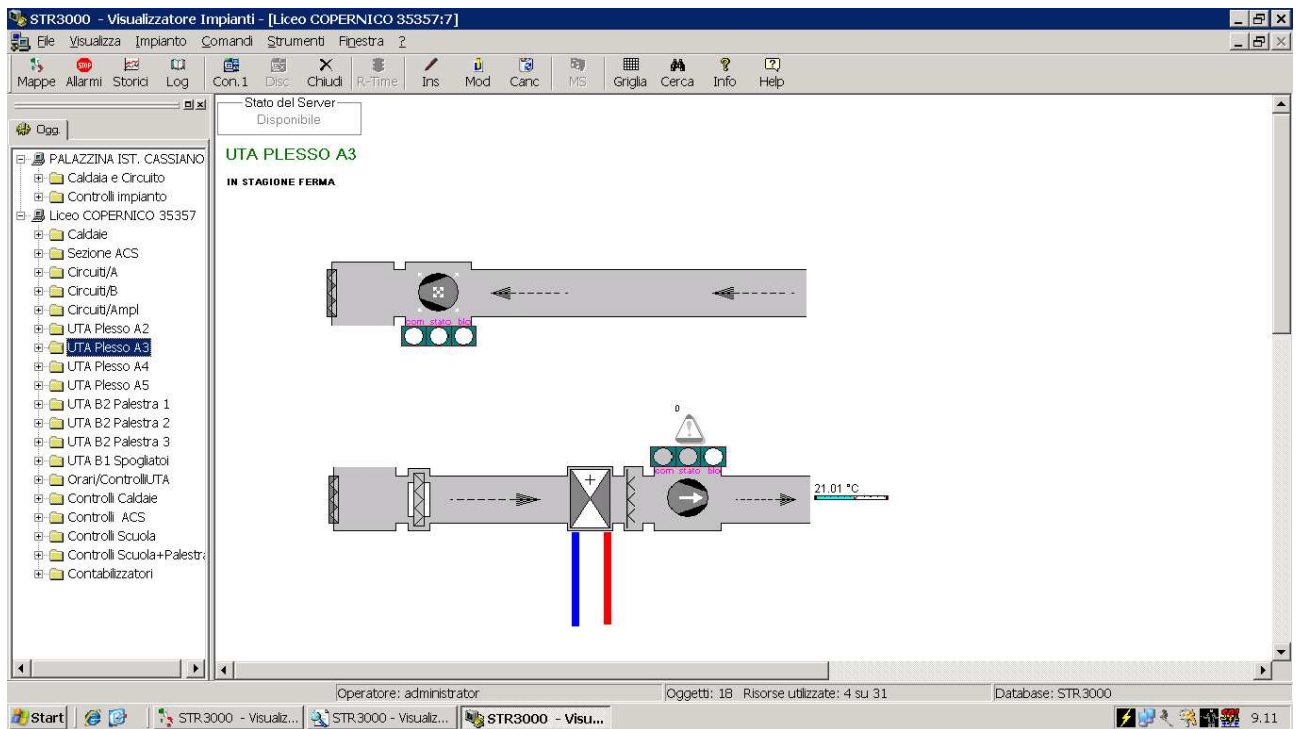 STR3000 - Visualizzatore Impianti - [Liceo COPERNICO 35357:7]
File Visualizza Impianto Comandi Strumenti Finestra ?
Mappe Allarmi Storici Log Con.1 Disc Chiudi R-Time Ins Mod Canc MS Griglia Cerca Info Help
Ogg.
PALAZZINA IST. CASSIANO
Caldaia e Circuito
Controlli impianto
Liceo COPERNICO 35357
Caldaie
Sezione ACS
Circuiti/A
Circuiti/B
Circuiti/Ampl
UTA Plesso A2
UTA Plesso A3
UTA Plesso A4
UTA Plesso A5
UTA B2 Palestra 1
UTA B2 Palestra 2
UTA B2 Palestra 3
UTA B1 Spogliatoi
Orari/ControlliUTA
Controlli Caldaie
Controlli ACS
Controlli Scuola
Controlli Scuola+Palestra
Contabilizzatori
Stato del Server
Disponibile
UTA PLESSO A3
IN STAGIONE FERMA
com stato blo
0
com stato blo
21.01 °C
Operatore: administrator
Oggetti: 18 Risorse utilizzate: 4 su 31
Database: STR3000
Start
STR3000 - Visualiz...
STR3000 - Visualiz...
STR3000 - Visu...
9.11